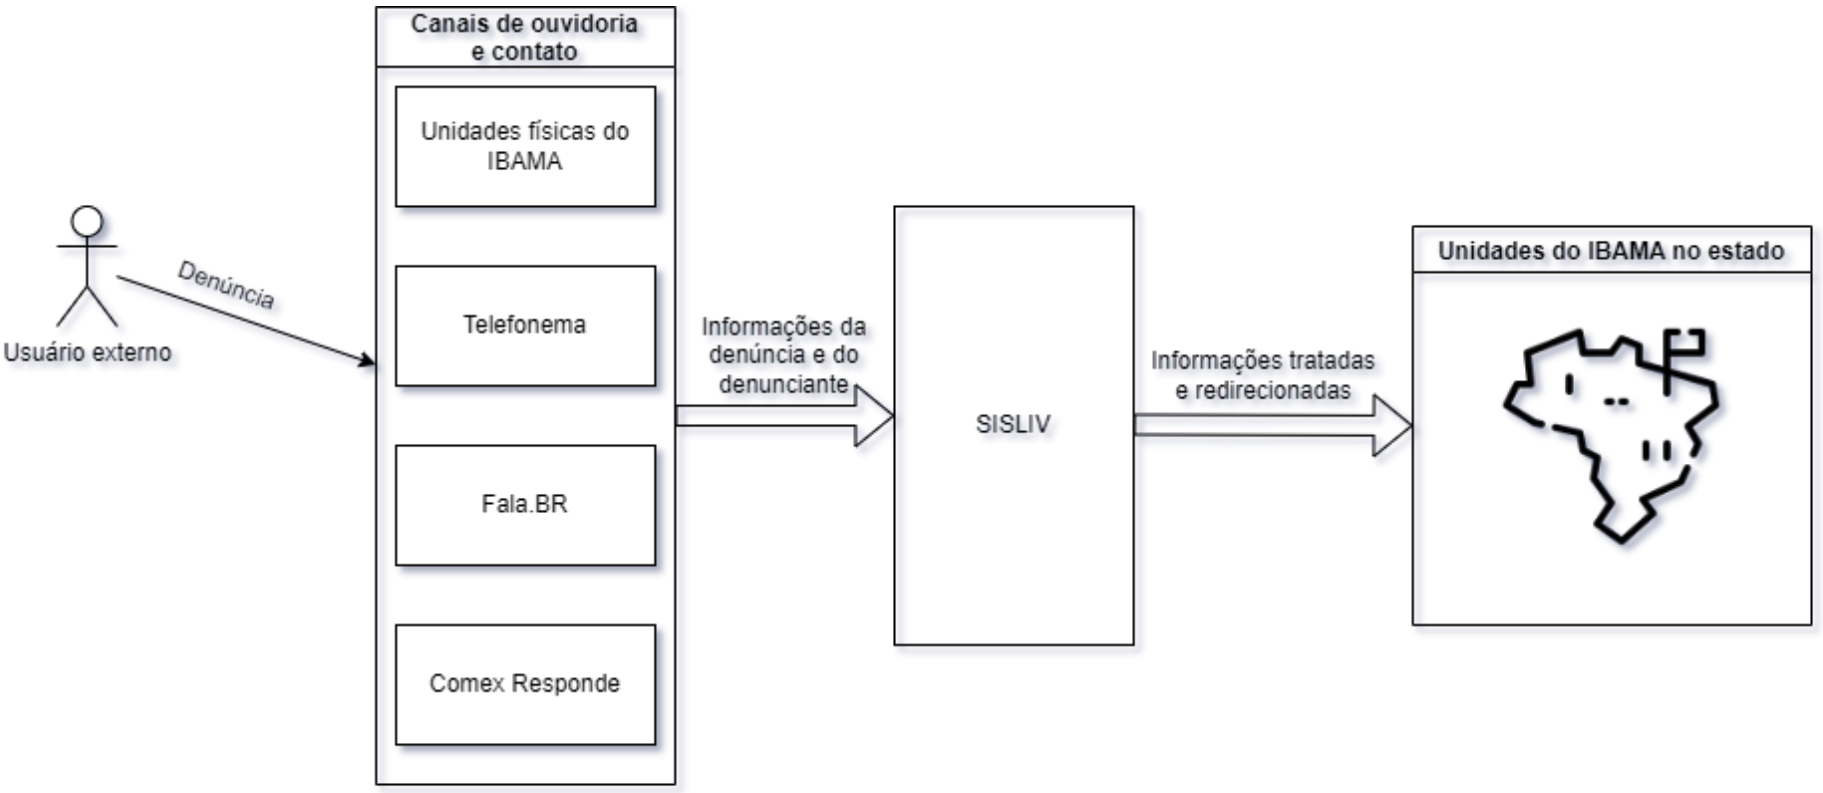 Canais de ouvidoria
e contato
Unidades físicas do
IBAMA
Telefonema
Fala.BR
Comex Responde
Denúncia
Usuário externo
Informações da
denúncia e do
denunciante
SISLIV
Informações tratadas
e redirecionadas
Unidades do IBAMA no estado